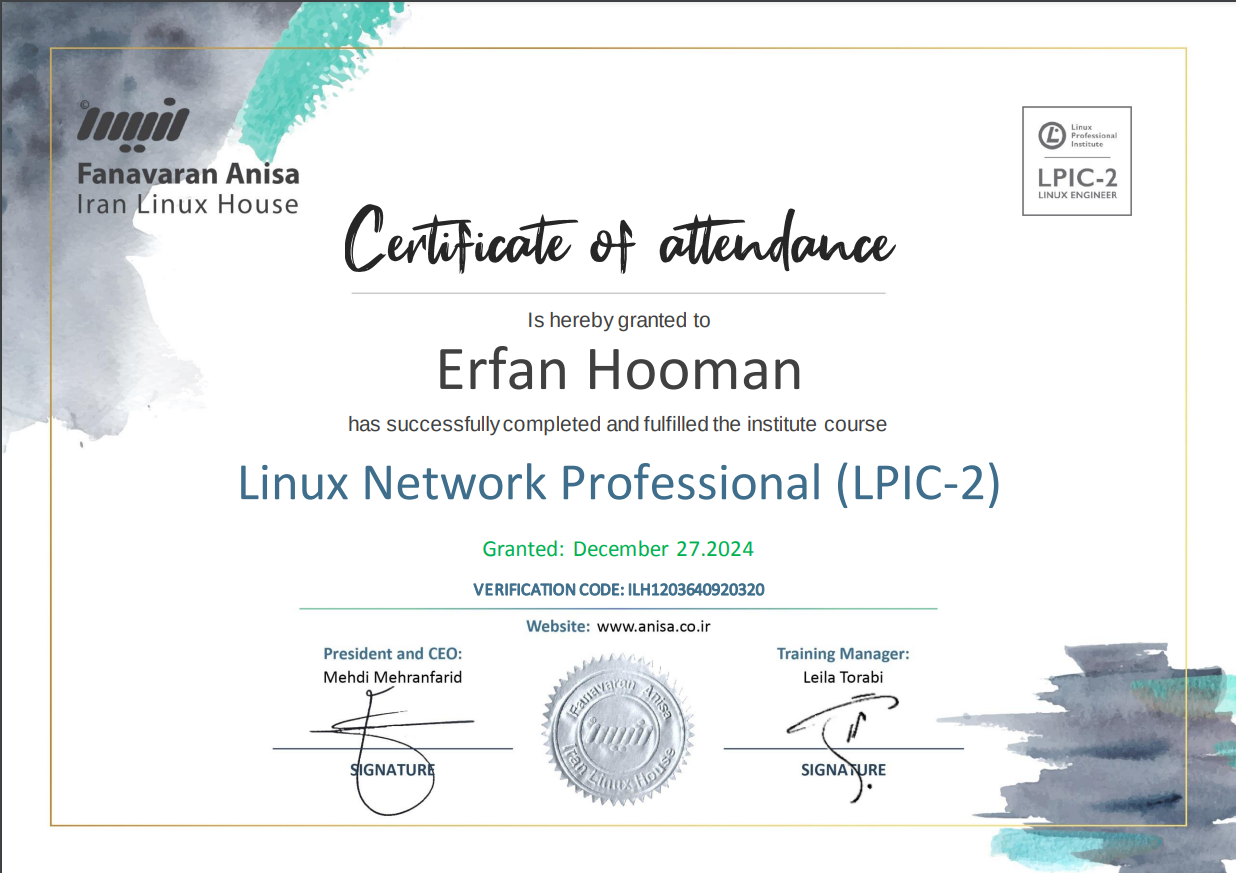 ©
انیسا
Fanavaran Anisa
Iran Linux House
Linux
Professional
Institute
LPIC-2
LINUX ENGINEER
Certificate of attendance
Is hereby granted to
Erfan Hooman
has successfully completed and fulfilled the institute course
Linux Network Professional (LPIC-2)
Granted: December 27.2024
VERIFICATION CODE: ILH1203640920320
Website: www.anisa.co.ir
President and CEO:
Mehdi Mehranfarid
SIGNATURE
Fanavaran Anisa
انیسا
Iran Linux House
Training Manager:
Leila Torabi
SIGNATURE